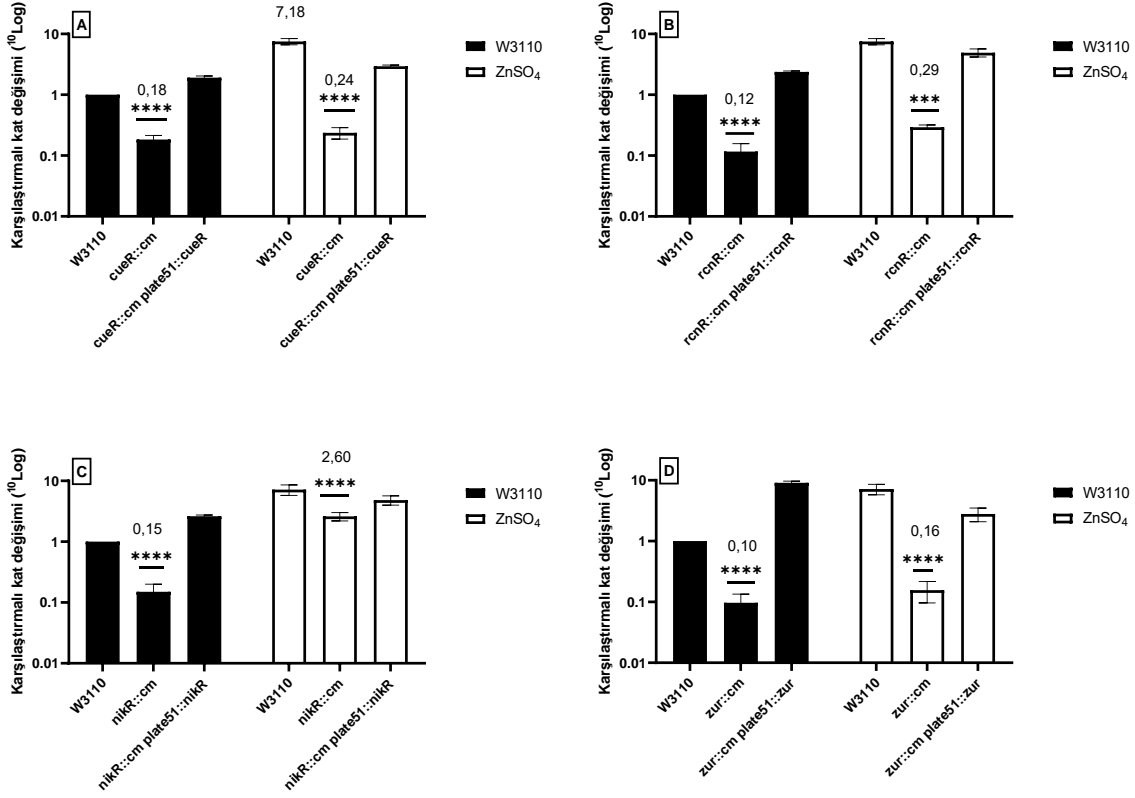 A
Karşılaştırmalı kat değişimi (¹⁰Log)
10
1
0.1
0.01
0,18
****
7,18
0,24
****
W3110
cueR::cm
cueR::cm plate51::cueR
W3110
cueR::cm
cueR::cm plate51::cueR
W3110
ZnSO₄
B
Karşılaştırmalı kat değişimi (¹⁰Log)
10
1
0.1
0.01
0,12
****
0,29
***
W3110
rcnR::cm
rcnR::cm plate51::rcnR
W3110
rcnR::cm
rcnR::cm plate51::rcnR
W3110
ZnSO₄
C
Karşılaştırmalı kat değişimi (¹⁰Log)
10
1
0.1
0.01
0,15
****
2,60
****
W3110
nikR::cm
nikR::cm plate51::nikR
W3110
nikR::cm
nikR::cm plate51::nikR
W3110
ZnSO₄
D
Karşılaştırmalı kat değişimi (¹⁰Log)
10
1
0.1
0.01
0,10
****
0,16
****
W3110
zur::cm
zur::cm plate51::zur
W3110
zur::cm
zur::cm plate51::zur
W3110
ZnSO₄